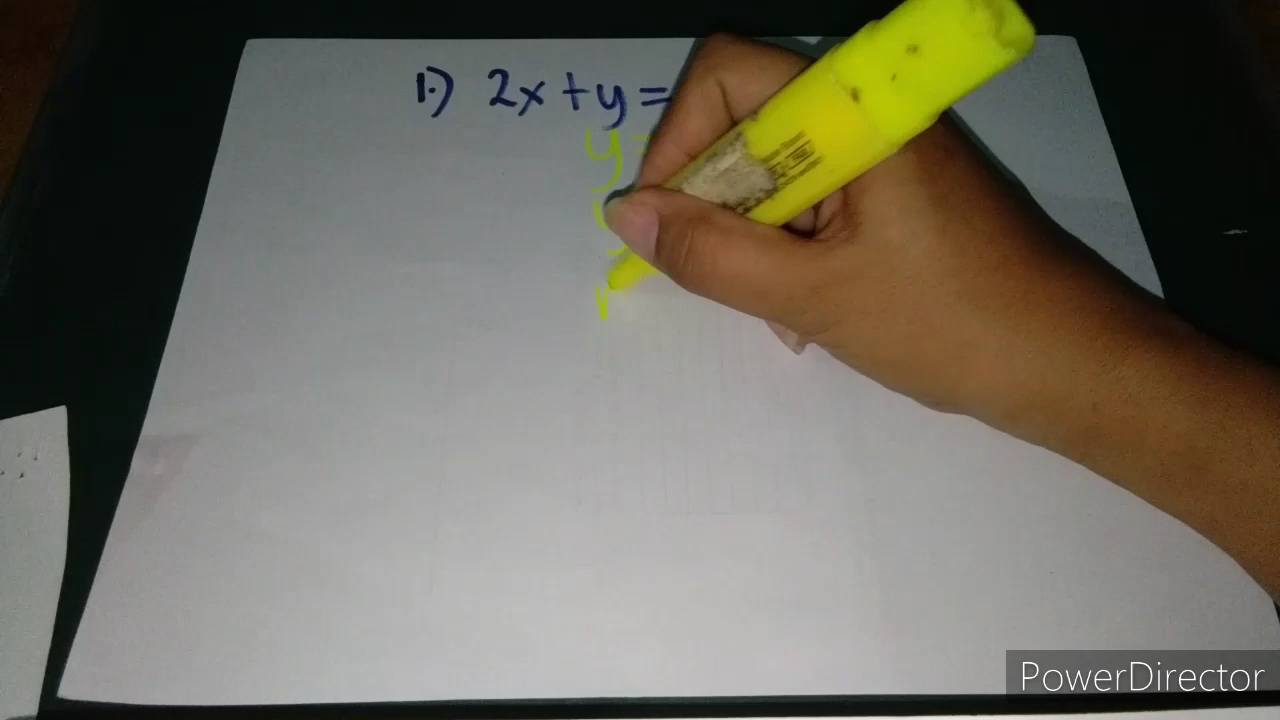 1.) 2x+y=
y=
PowerDirector